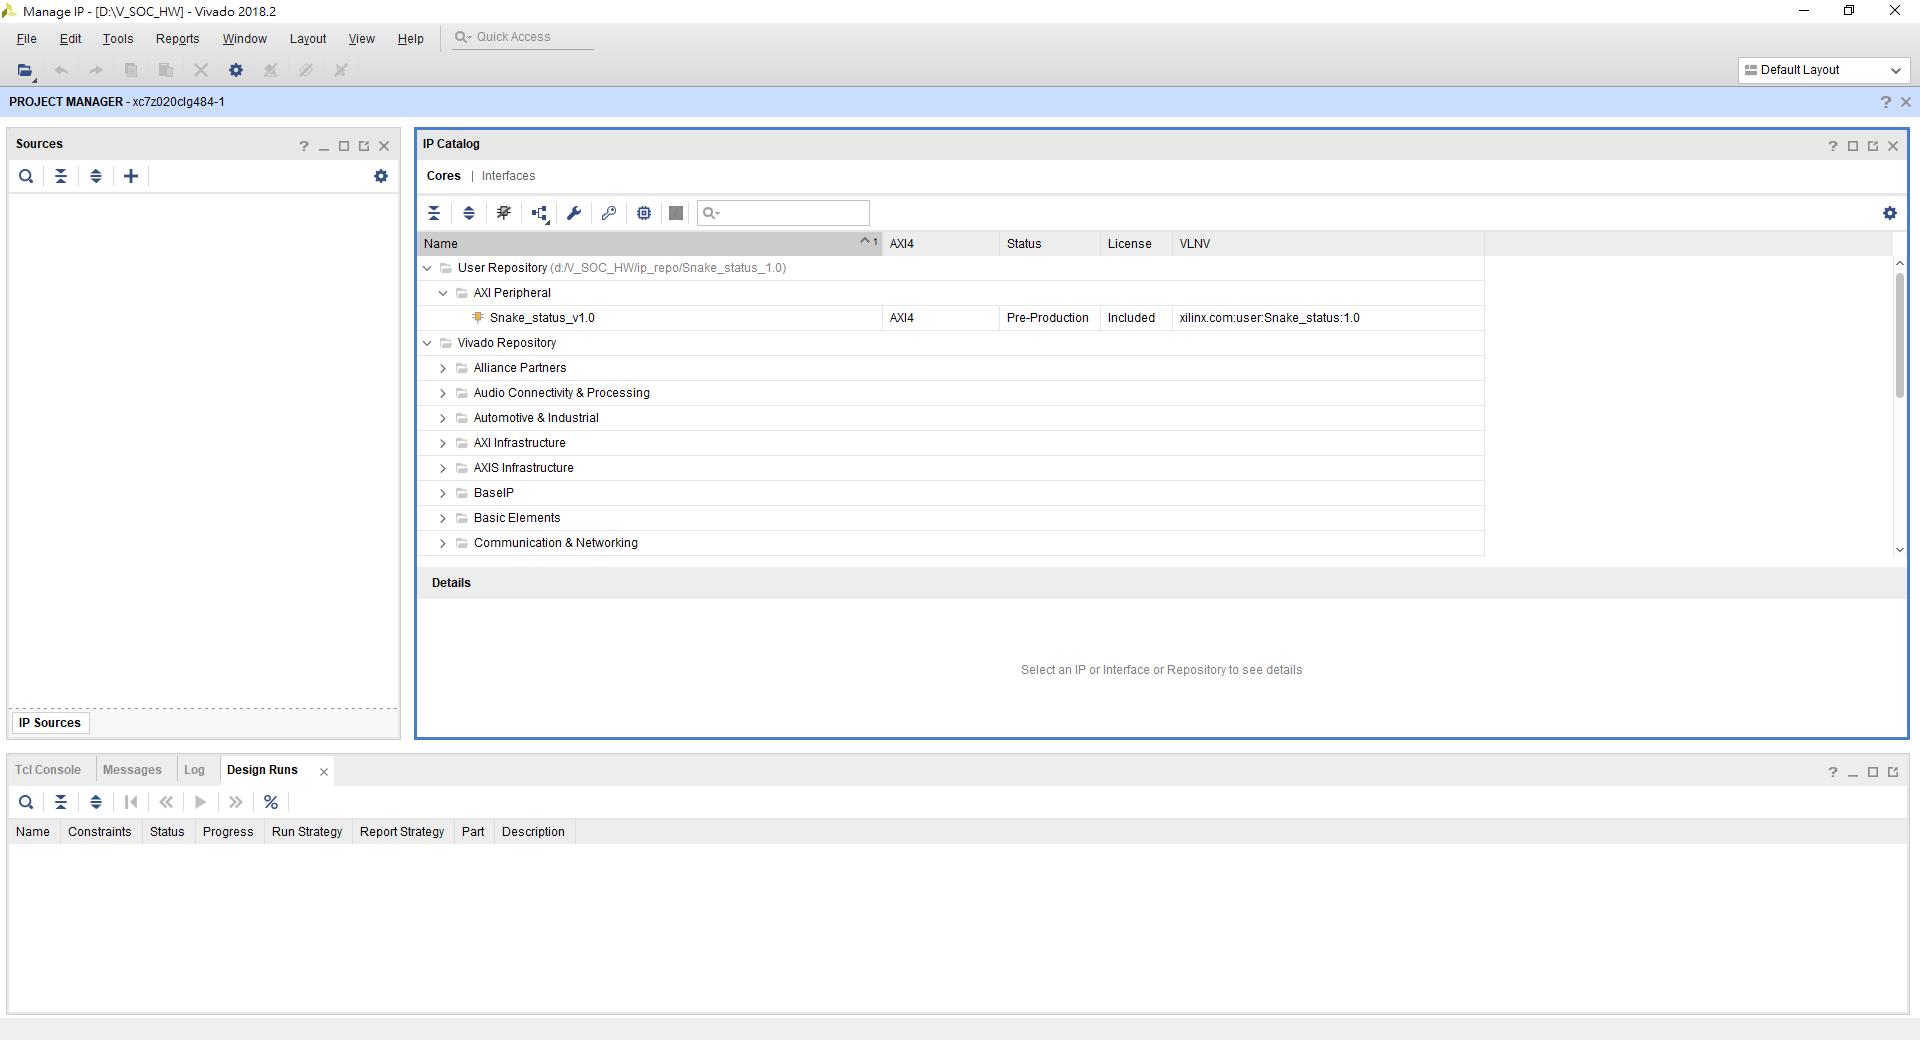 Manage IP - [D:\V_SOC_HW] - Vivado 2018.2
File Edit Tools Reports Window Layout View Help Quick Access
Default Layout
PROJECT MANAGER - xc7z020clg484-1
Sources
IP Sources
IP Catalog
Cores | Interfaces
Name 1 AXI4 Status License VLNV
User Repository (d:/V_SOC_HW/ip_repo/Snake_status_1.0)
AXI Peripheral
Snake_status_v1.0 AXI4 Pre-Production Included xilinx.com:user:Snake_status:1.0
Vivado Repository
Alliance Partners
Audio Connectivity & Processing
Automotive & Industrial
AXI Infrastructure
AXIS Infrastructure
BaseIP
Basic Elements
Communication & Networking
Details
Select an IP or Interface or Repository to see details
Tcl Console Messages Log Design Runs
Name Constraints Status Progress Run Strategy Report Strategy Part Description